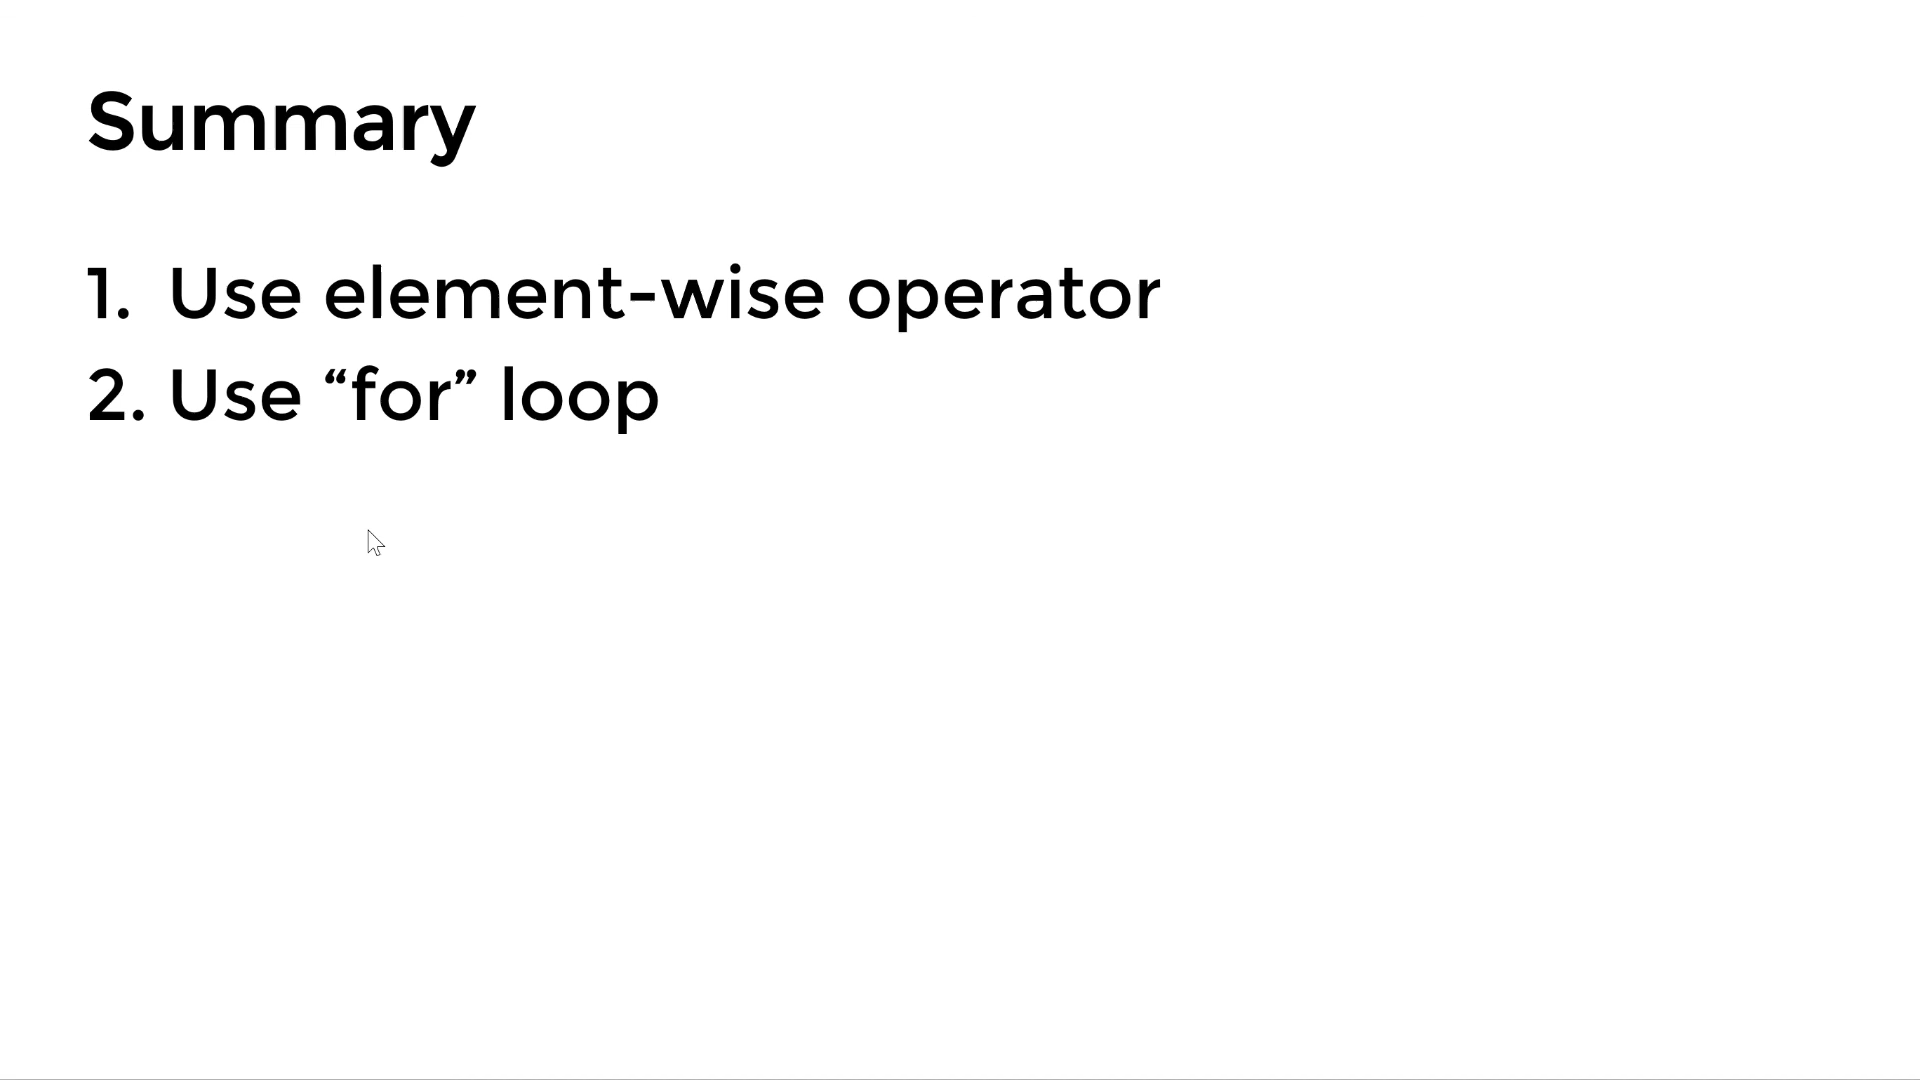 Summary
1. Use element-wise operator
2. Use “for” loop